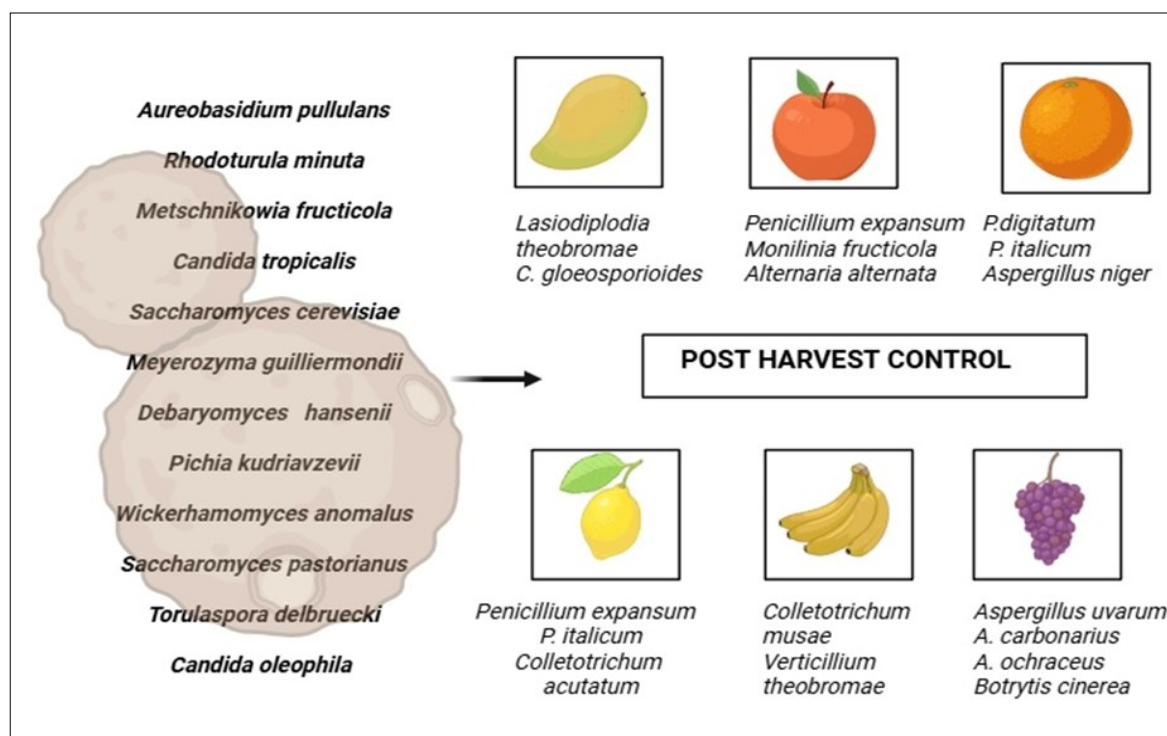 Aureobasidium pullulans
Rhodoturula minuta
Metschnikowia fructicola
Candida tropicalis
Saccharomyces cerevisiae
Meyerozyma guilliermondii
Debaryomyces hansenii
Pichia kudriavzevii
Wickerhamomyces anomalus
Saccharomyces pastorianus
Torulaspora delbruecki
Candida oleophila
Lasiodiplodia
theobromae
C. gloeosporioides
Penicillium expansum
Monilinia fructicola
Alternaria alternata
P.digitatum
P. italicum
Aspergillus niger
POST HARVEST CONTROL
Penicillium expansum
P. italicum
Colletotrichum
acutatum
Colletotrichum
musae
Verticillium
theobromae
Aspergillus uvarum
A. carbonarius
A. ochraceus
Botrytis cinerea